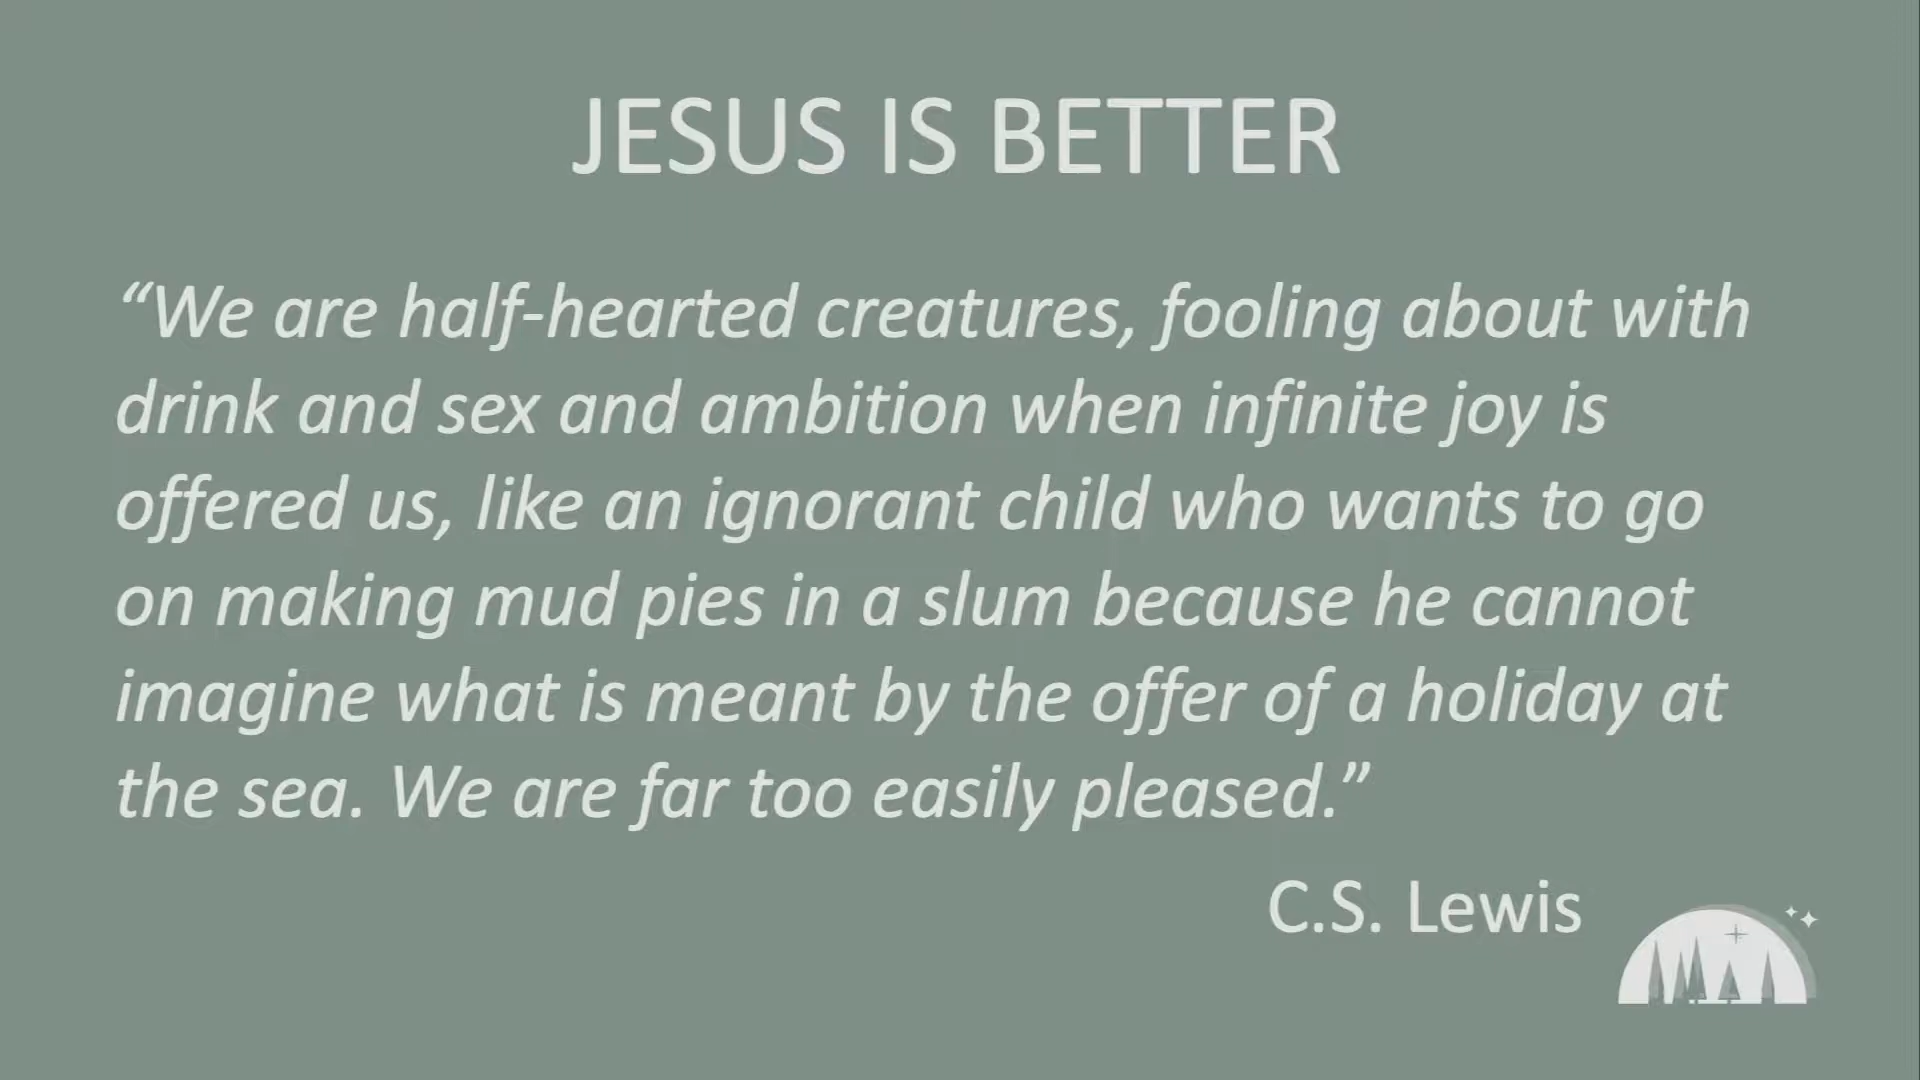 JESUS IS BETTER
“We are half-hearted creatures, fooling about with
drink and sex and ambition when infinite joy is
offered us, like an ignorant child who wants to go
on making mud pies in a slum because he cannot
imagine what is meant by the offer of a holiday at
the sea. We are far too easily pleased.”
C.S. Lewis